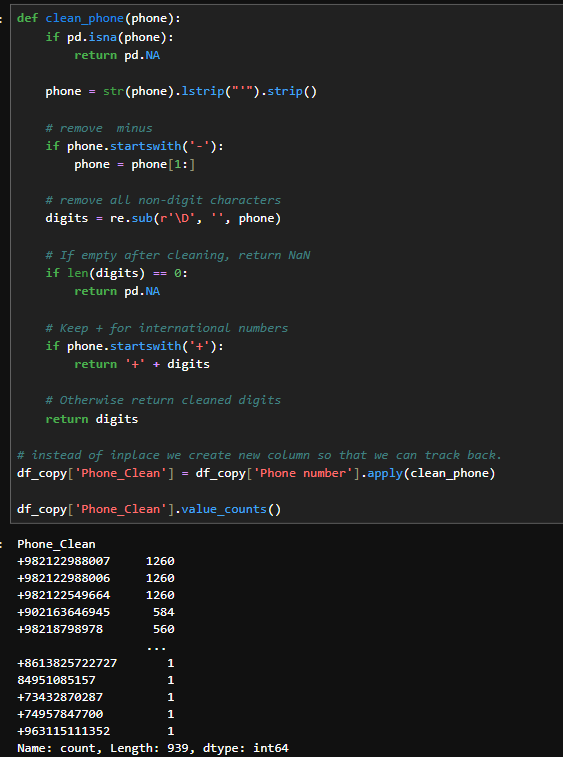 :
def clean_phone(phone):
    if pd.isna(phone):
        return pd.NA
    phone = str(phone).lstrip("'").strip()
    # remove  minus
    if phone.startswith('-'):
        phone = phone[1:]
    # remove all non-digit characters
    digits = re.sub(r'\D', '', phone)
    # If empty after cleaning, return NaN
    if len(digits) == 0:
        return pd.NA
    # Keep + for international numbers
    if phone.startswith('+'):
        return '+' + digits
    # Otherwise return cleaned digits
    return digits
# instead of inplace we create new column so that we can track back.
df_copy['Phone_Clean'] = df_copy['Phone number'].apply(clean_phone)
df_copy['Phone_Clean'].value_counts()
:
Phone_Clean
+982122988007     1260
+982122988006     1260
+982122549664     1260
+902163646945      584
+98218798978       560
                  ...
+8613825722727       1
84951085157          1
+73432870287         1
+74957847700         1
+963115111352        1
Name: count, Length: 939, dtype: int64